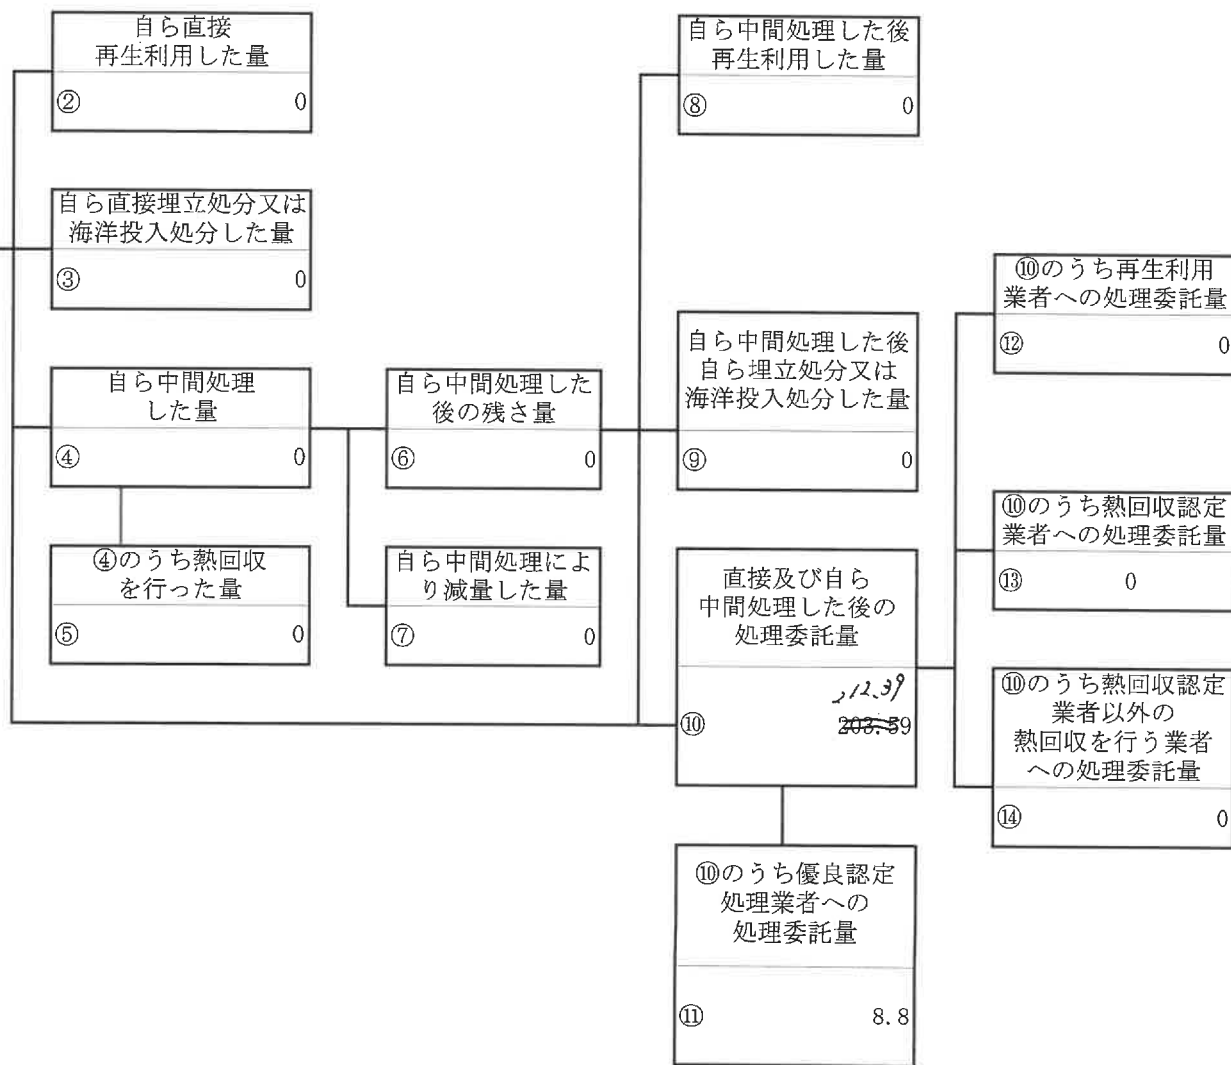 自ら直接
再生利用した量
② 0
自ら直接埋立処分又は
海洋投入処分した量
③ 0
自ら中間処理
した量
④ 0
④のうち熱回収
を行った量
⑤ 0
自ら中間処理した
後の残さ量
⑥ 0
自ら中間処理によ
り減量した量
⑦ 0
自ら中間処理した後
再生利用した量
⑧ 0
自ら中間処理した後
自ら埋立処分又は
海洋投入処分した量
⑨ 0
直接及び自ら
中間処理した後の
処理委託量
212.39
⑩ 203.59
⑩のうち優良認定
処理業者への
処理委託量
⑪ 8.8
⑩のうち再生利用
業者への処理委託量
⑫ 0
⑩のうち熱回収認定
業者への処理委託量
⑬ 0
⑩のうち熱回収認定
業者以外の
熱回収を行う業者
への処理委託量
⑭ 0